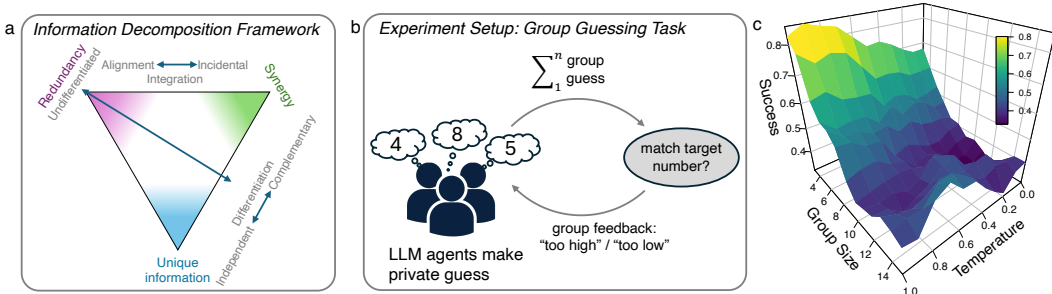 a
Information Decomposition Framework
Redundancy
Undifferentiated
Alignment
Incidental
Integration
Synergy
Differentiation
Complementary
Independent
Unique
information
b
Experiment Setup: Group Guessing Task
∑₁ⁿ group
guess
4
8
5
match target
number?
group feedback:
“too high” / “too low”
LLM agents make
private guess
c
0.8
0.7
0.6
0.5
0.4
Success
0.8
0.7
0.6
0.5
0.4
4
6
8
10
12
14
Group Size
0.0
0.2
0.4
0.6
0.8
1.0
Temperature